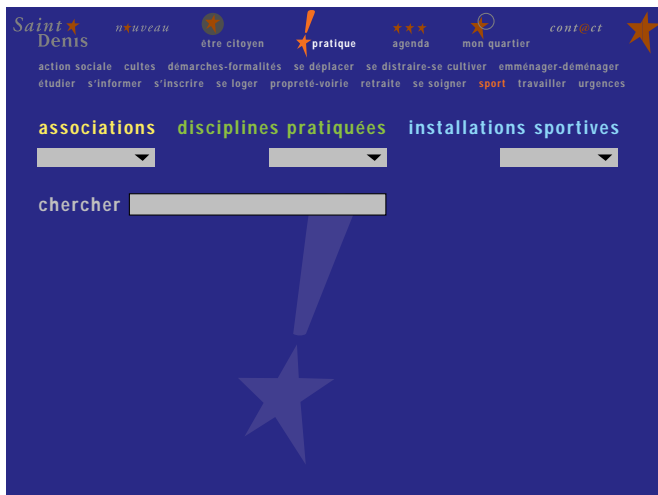 Saint Denis
n★uveau
être citoyen
pratique
agenda
mon quartier
cont@ct
action sociale cultes démarches-formalités se déplacer se distraire-se cultiver emménager-déménager
étudier s'informer s'inscrire se loger propreté-voirie retraite se soigner sport travailler urgences
associations disciplines pratiquées installations sportives
chercher